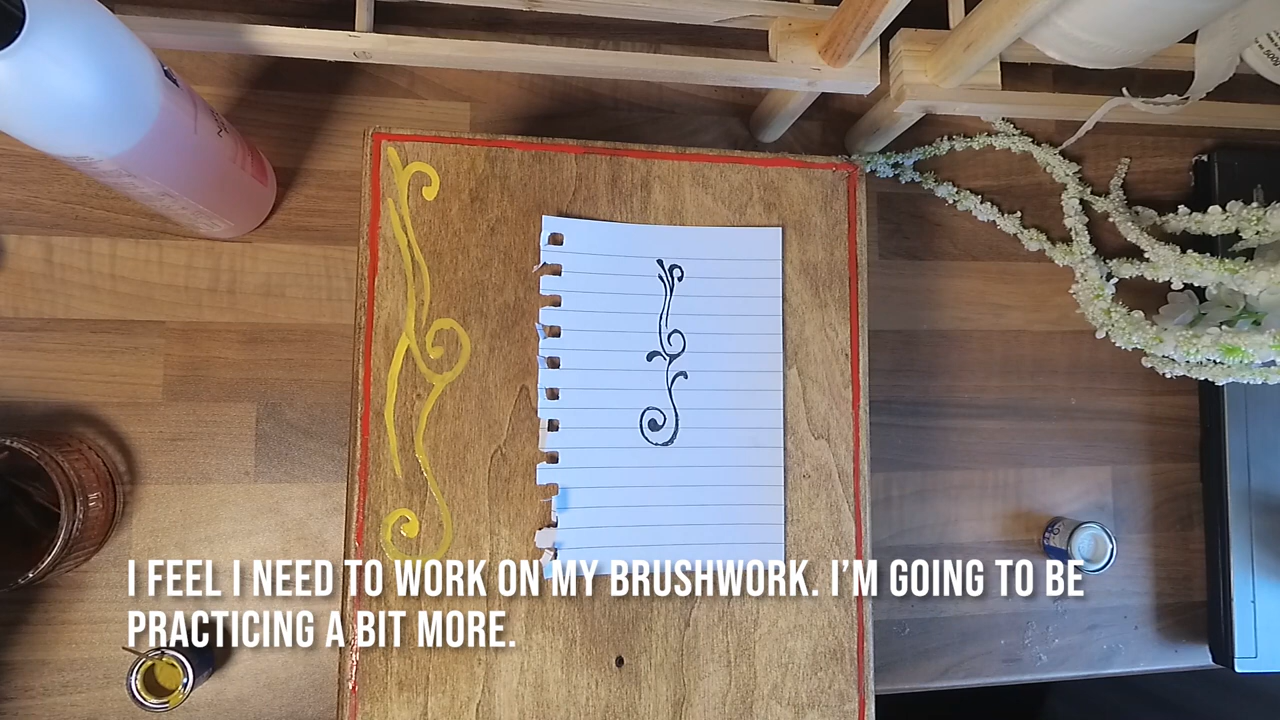 I FEEL I NEED TO WORK ON MY BRUSHWORK. I'M GOING TO BE
PRACTICING A BIT MORE.